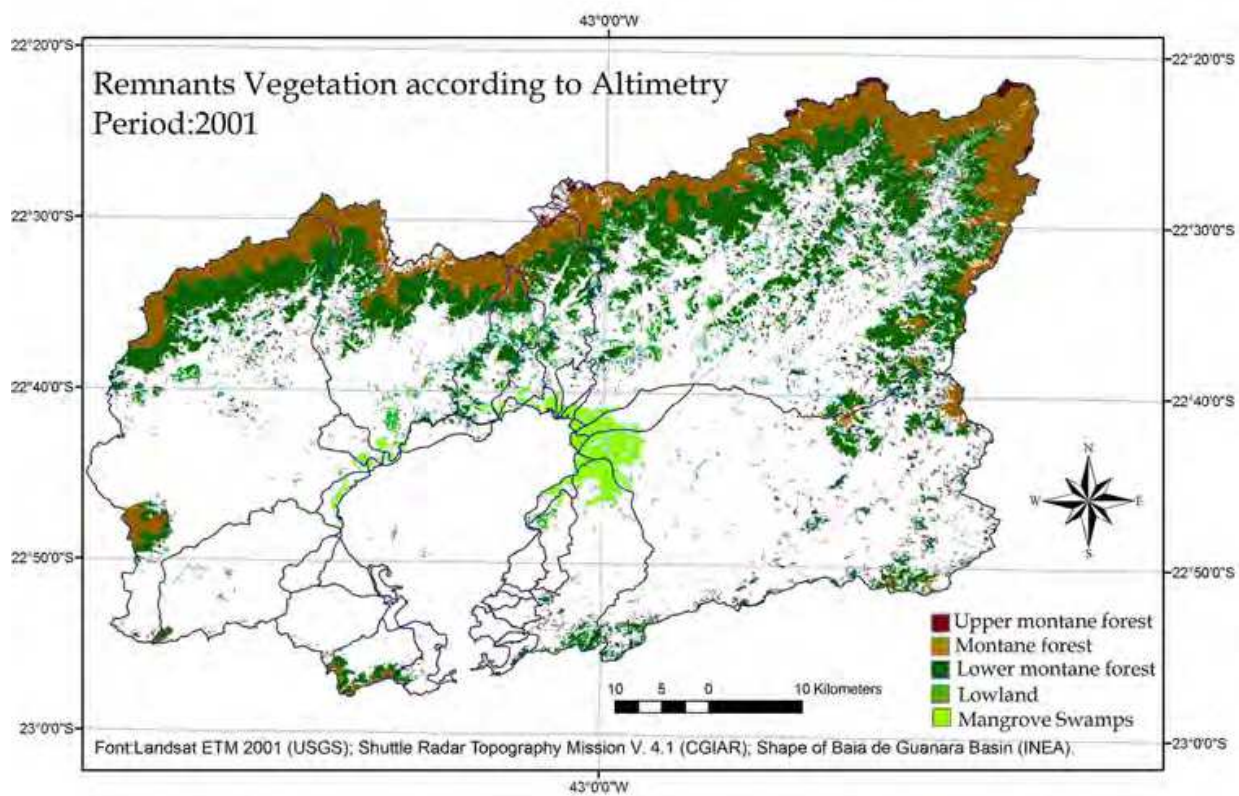 43°0'0"W
22°20'0"S
22°20'0"S
Remnants Vegetation according to Altimetry
Period:2001
22°30'0"S
22°30'0"S
22°40'0"S
22°40'0"S
N
W
E
S
22°50'0"S
22°50'0"S
Upper montane forest
Montane forest
Lower montane forest
Lowland
Mangrove Swamps
10 5 0 10 Kilometers
23°0'0"S
23°0'0"S
Font:Landsat ETM 2001 (USGS); Shuttle Radar Topography Mission V. 4.1 (CGIAR); Shape of Baia de Guanara Basin (INEA).
43°0'0"W